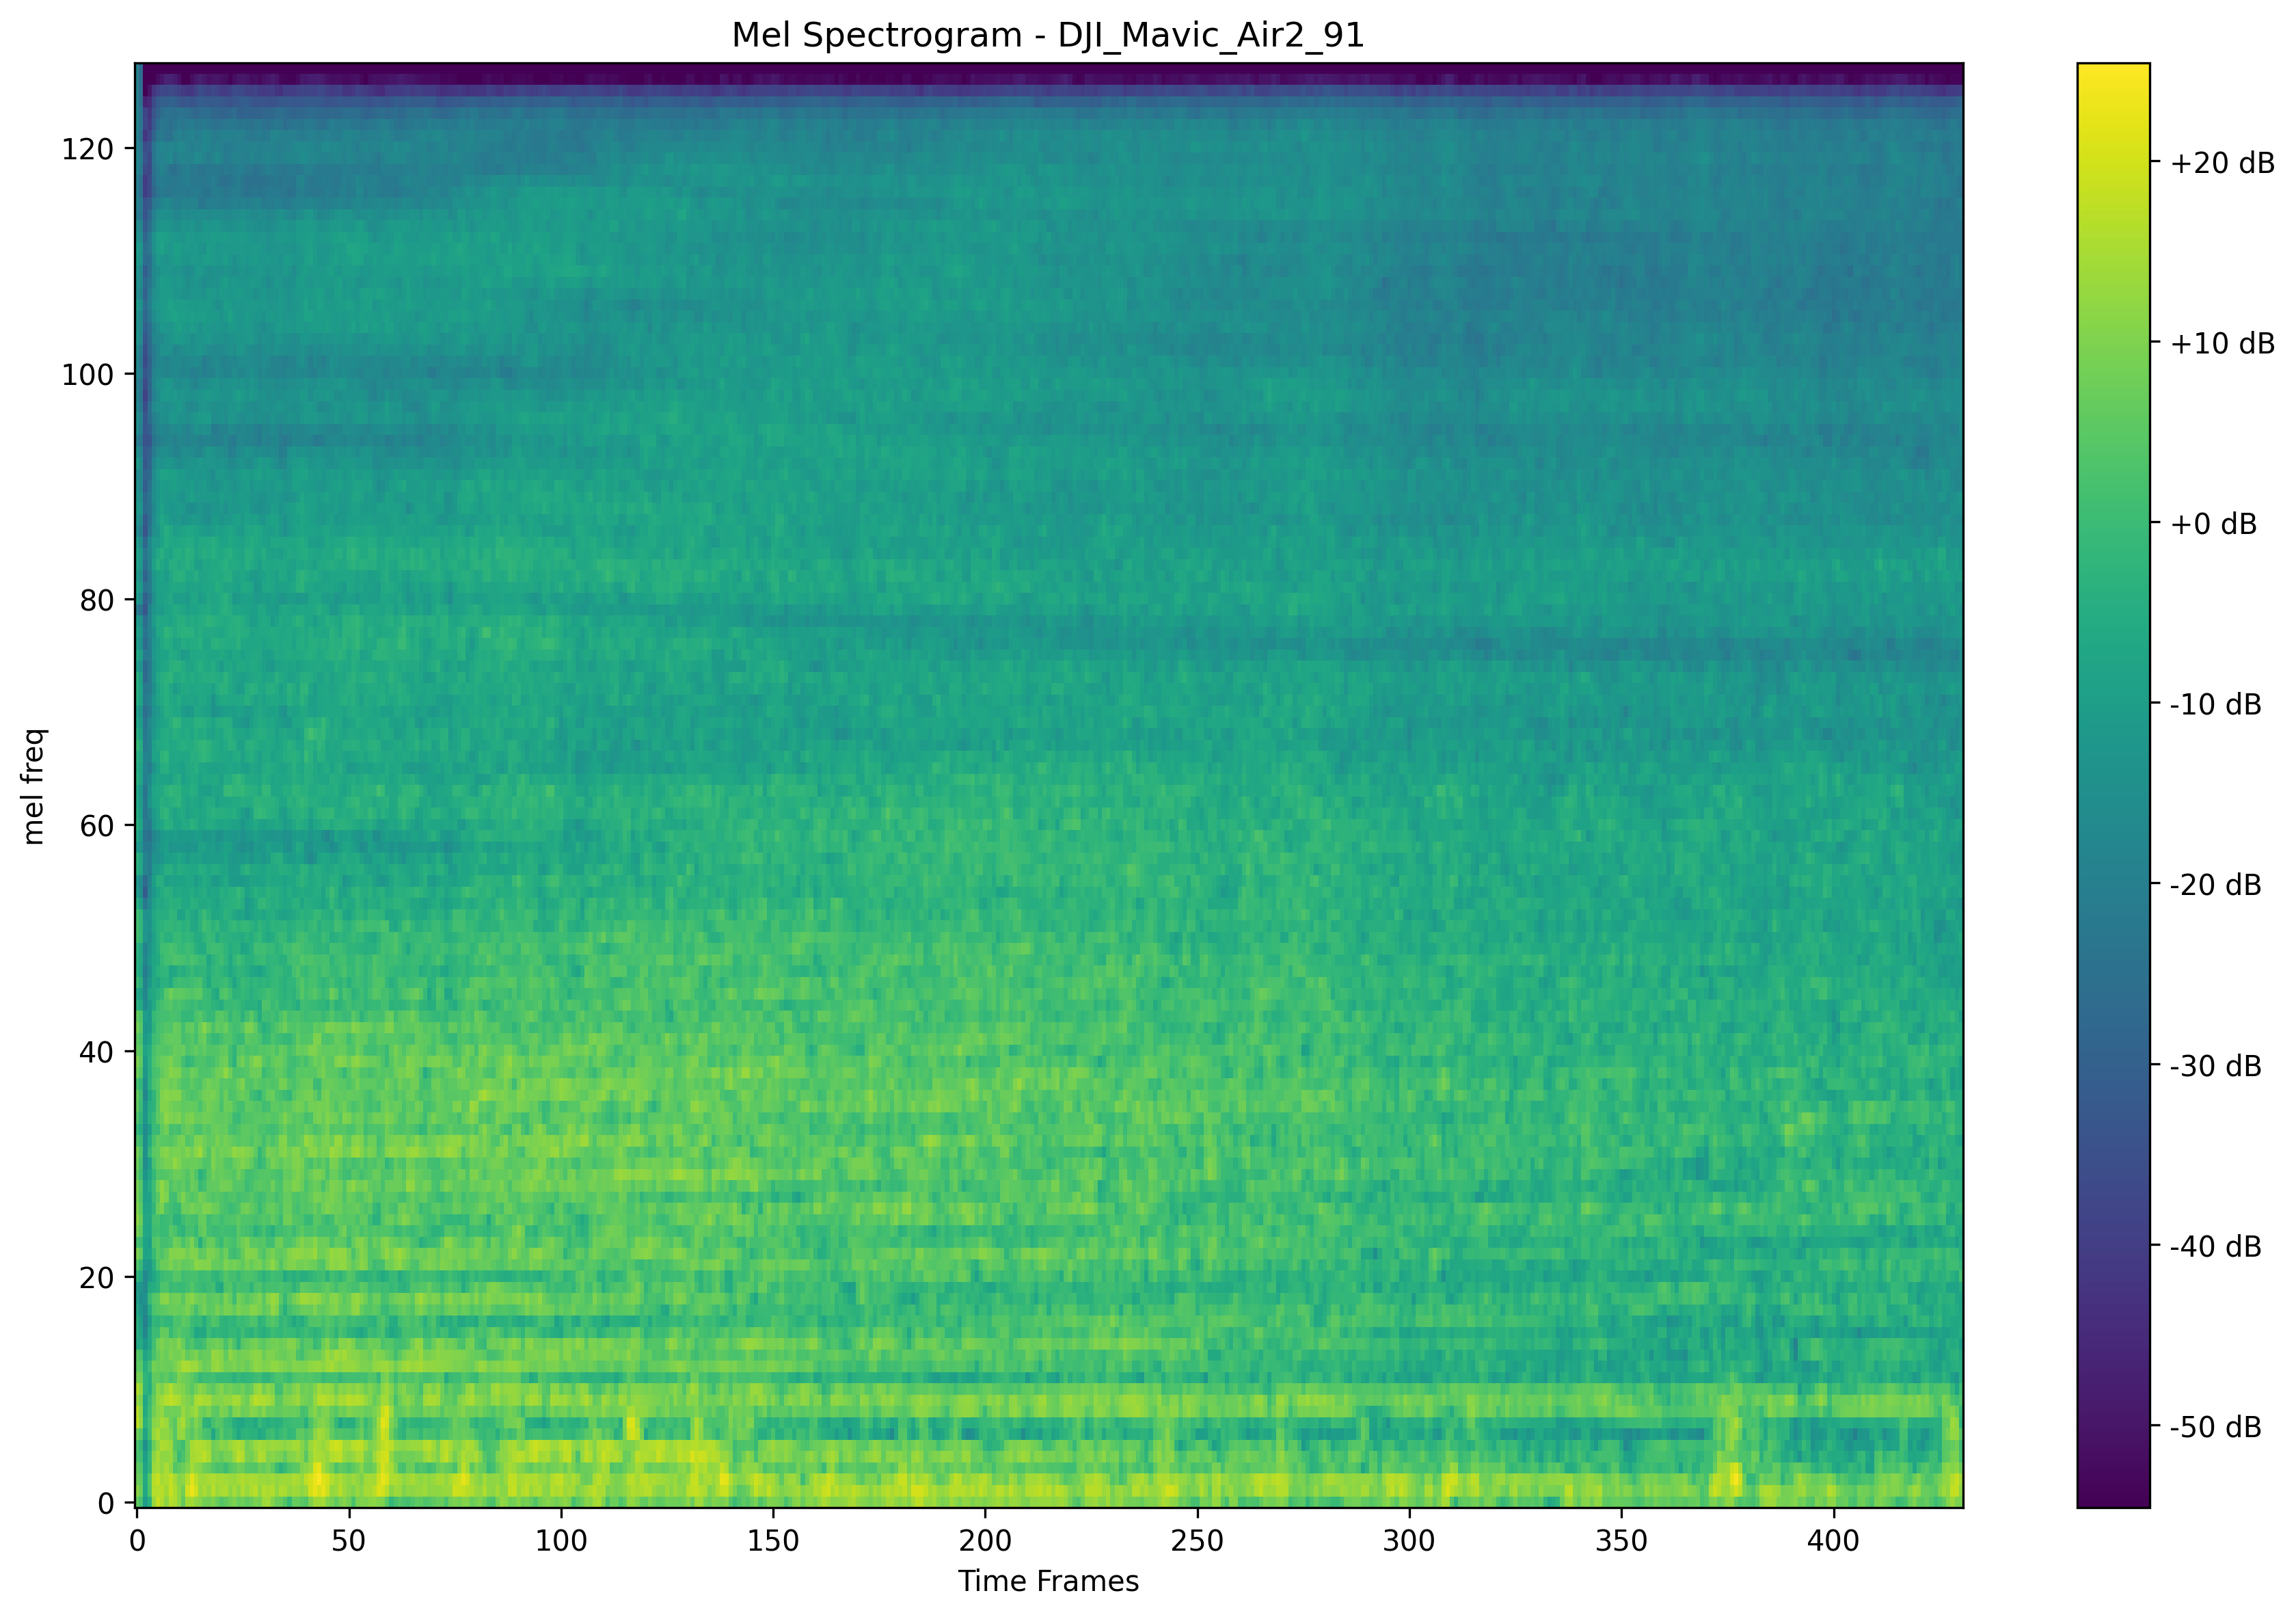 Mel Spectrogram - DJI_Mavic_Air2_91
mel freq
120
100
80
60
40
20
0
0 50 100 150 200 250 300 350 400
Time Frames
+20 dB
+10 dB
+0 dB
-10 dB
-20 dB
-30 dB
-40 dB
-50 dB